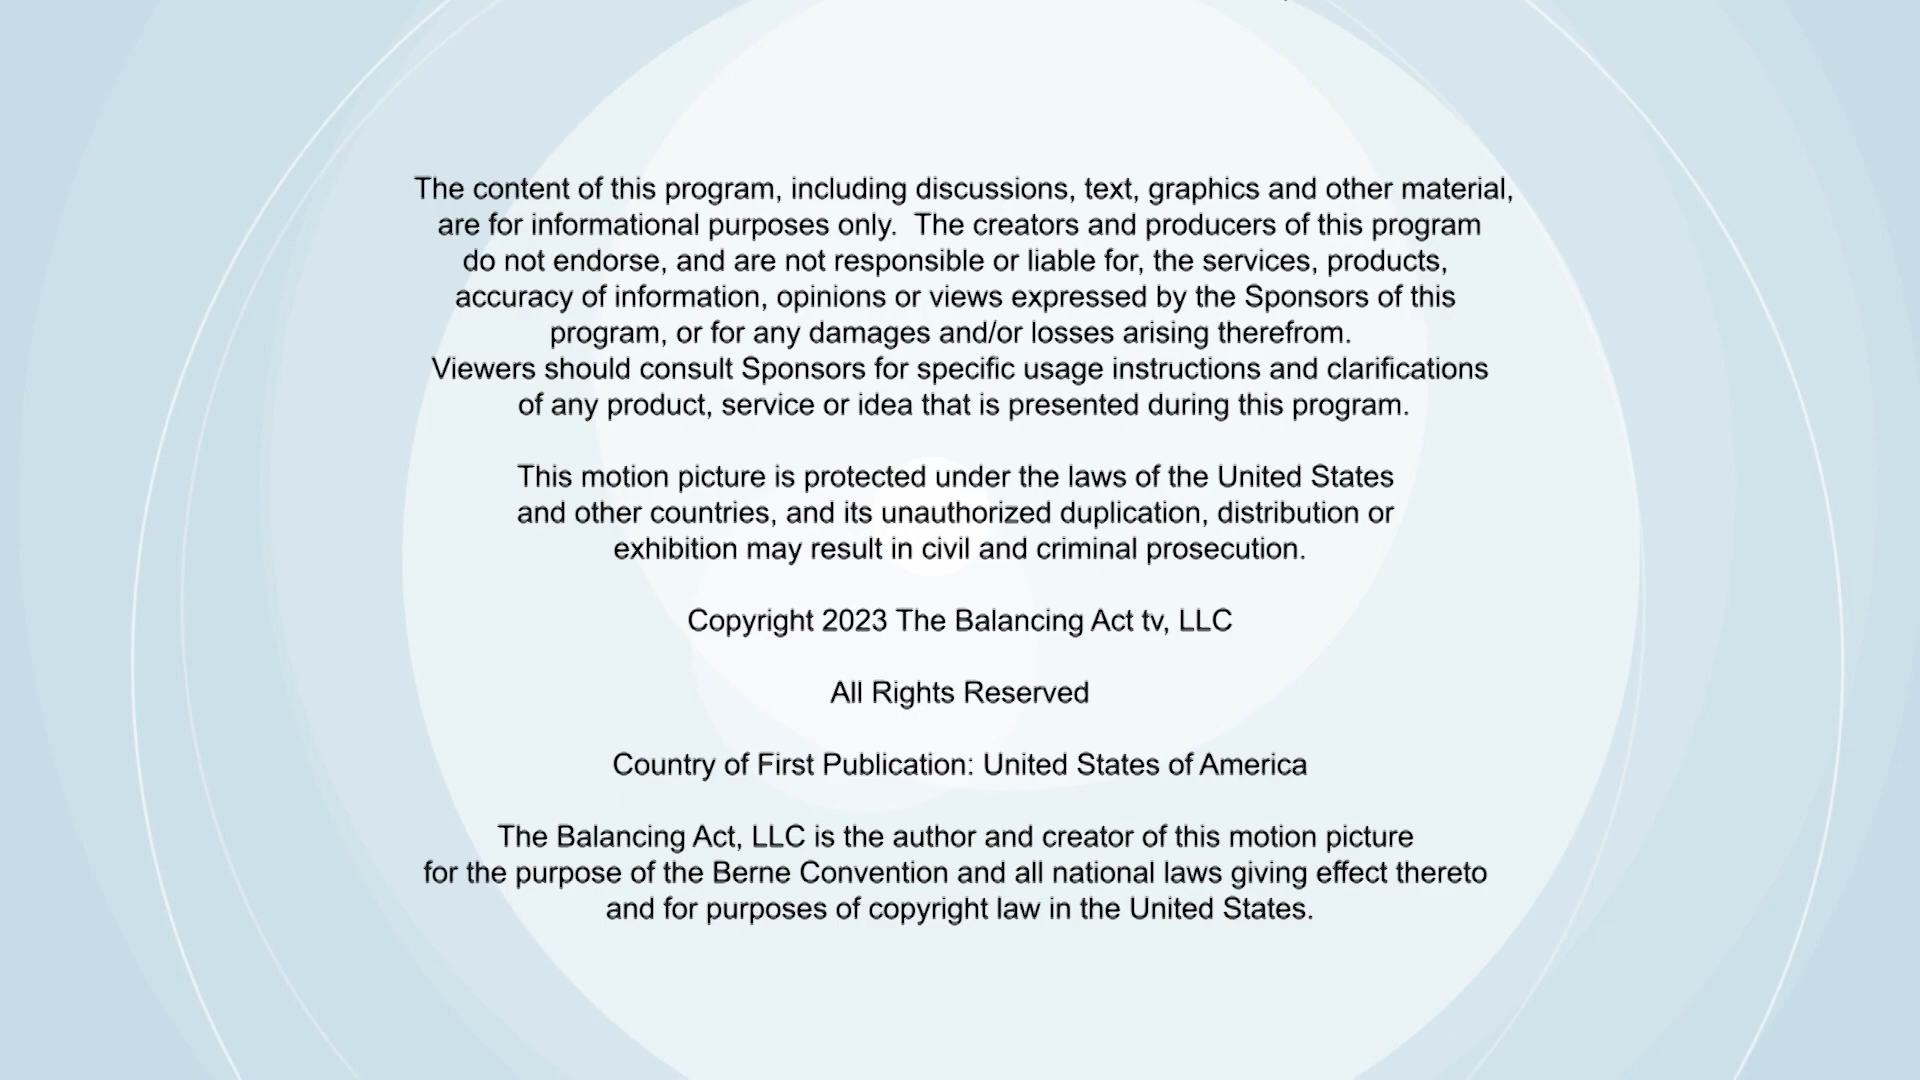 The content of this program, including discussions, text, graphics and other material,
are for informational purposes only.  The creators and producers of this program
do not endorse, and are not responsible or liable for, the services, products,
accuracy of information, opinions or views expressed by the Sponsors of this
program, or for any damages and/or losses arising therefrom.
Viewers should consult Sponsors for specific usage instructions and clarifications
of any product, service or idea that is presented during this program.
This motion picture is protected under the laws of the United States
and other countries, and its unauthorized duplication, distribution or
exhibition may result in civil and criminal prosecution.
Copyright 2023 The Balancing Act tv, LLC
All Rights Reserved
Country of First Publication: United States of America
The Balancing Act, LLC is the author and creator of this motion picture
for the purpose of the Berne Convention and all national laws giving effect thereto
and for purposes of copyright law in the United States.